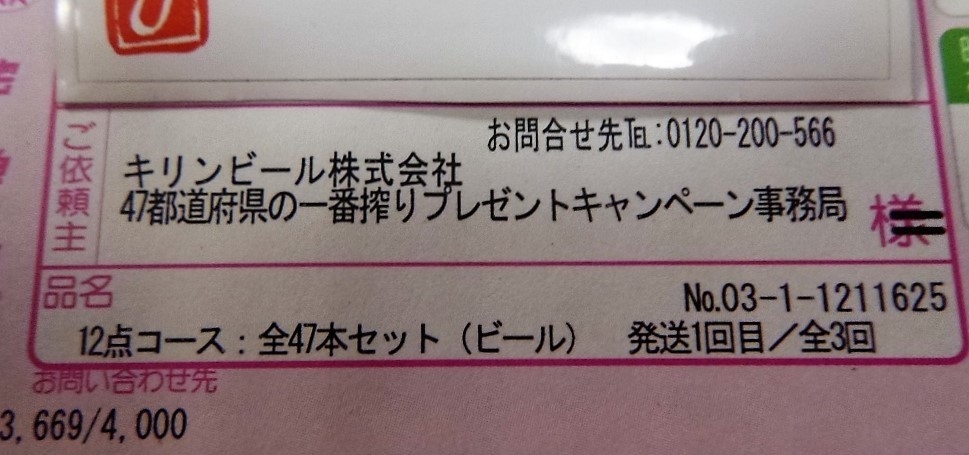 お問合せ先℡:0120-200-566
ご依頼主
キリンビール株式会社
47都道府県の一番搾りプレゼントキャンペーン事務局
様
品名
No.03-1-1211625
12点コース:全47本セット(ビール) 発送1回目/全3回
お問い合わせ先
3,669/4,000